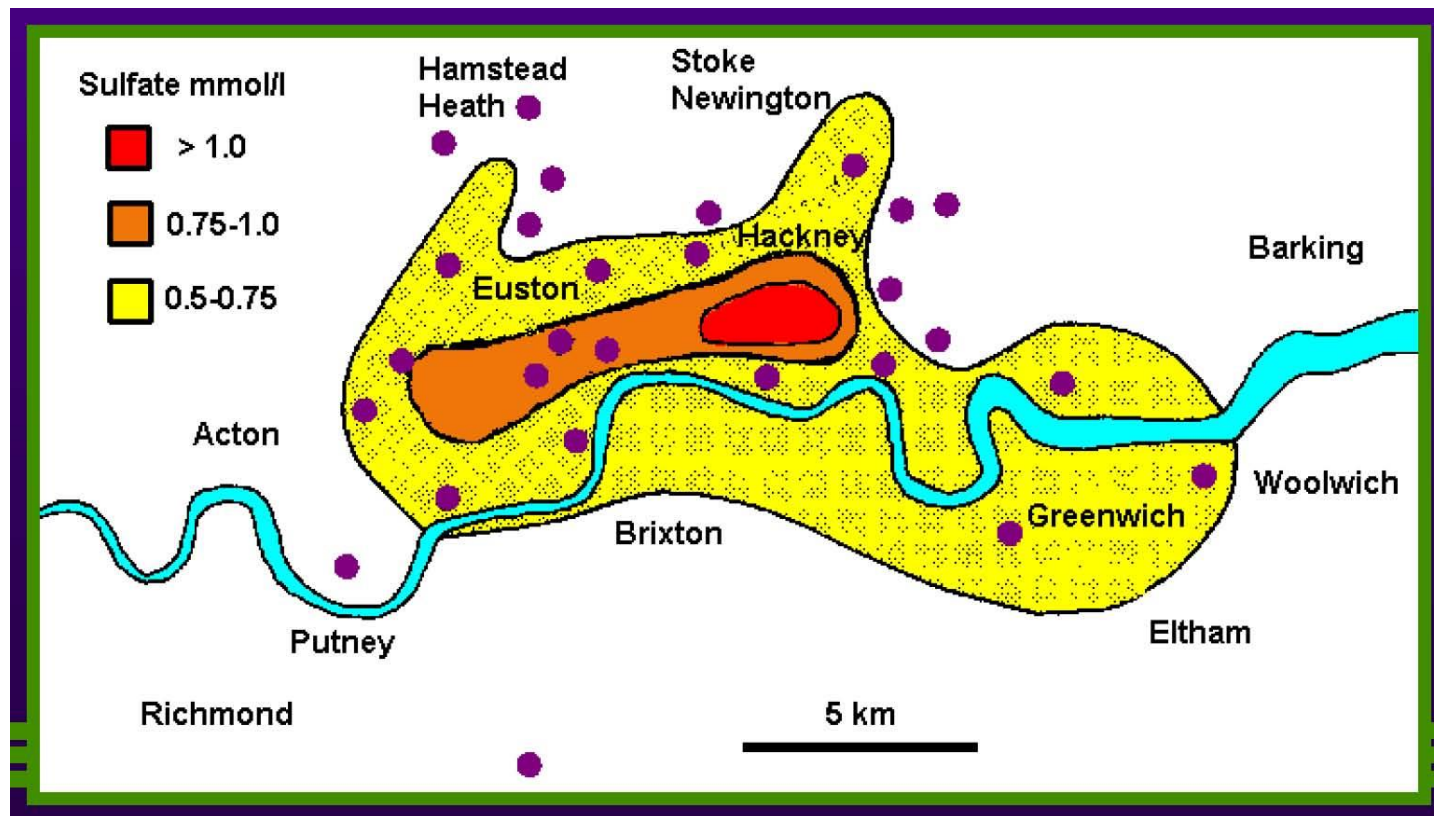 Sulfate mmol/l
> 1.0
0.75-1.0
0.5-0.75
Hamstead
Heath
Stoke
Newington
Hackney
Euston
Barking
Acton
Woolwich
Greenwich
Brixton
Eltham
Putney
Richmond
5 km